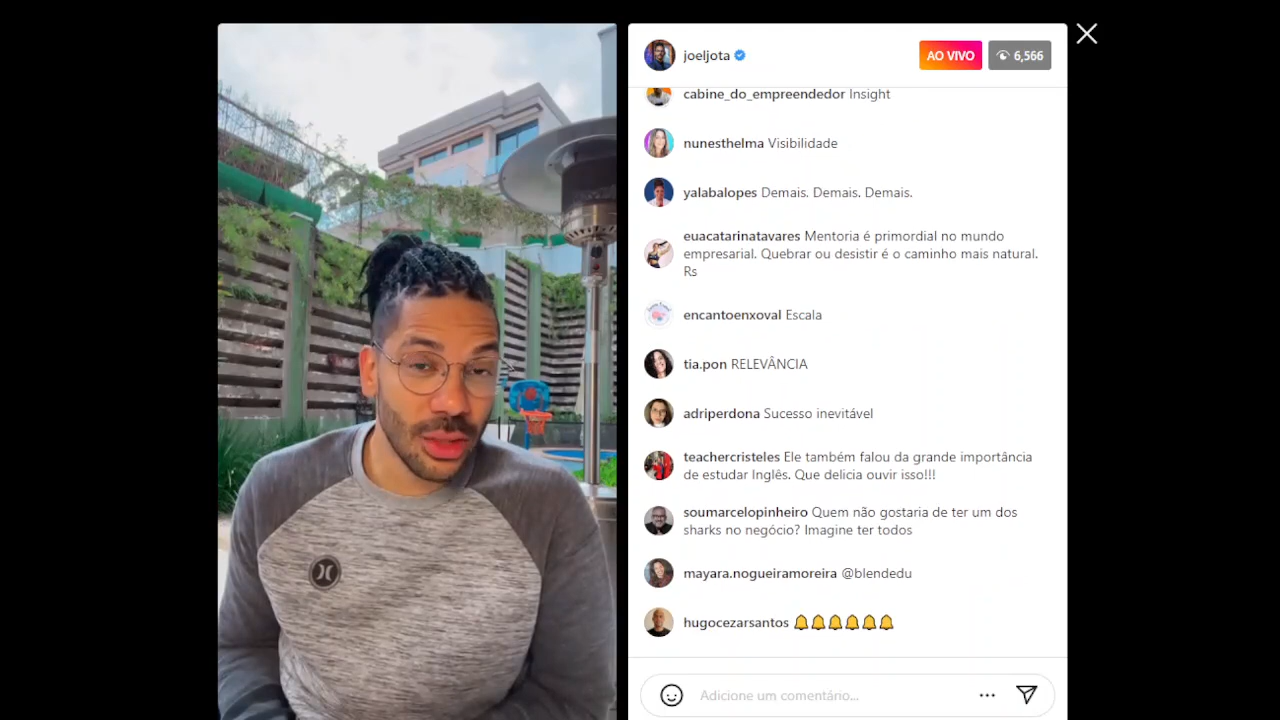 joeljota
AO VIVO
6,566
cabine_do_empreendedor Insight
nunesthelma Visibilidade
yalabalopes Demais. Demais. Demais.
euacatarinatavares Mentoria é primordial no mundo
empresarial. Quebrar ou desistir é o caminho mais natural.
Rs
encantoenxoval Escala
tia.pon RELEVÂNCIA
adriperdona Sucesso inevitável
teachercristeles Ele também falou da grande importância
de estudar Inglês. Que delicia ouvir isso!!!
soumarcelopinheiro Quem não gostaria de ter um dos
sharks no negócio? Imagine ter todos
mayara.nogueiramoreira @blendedu
hugocezarsantos 🔔🔔🔔🔔🔔🔔
Adicione um comentário...